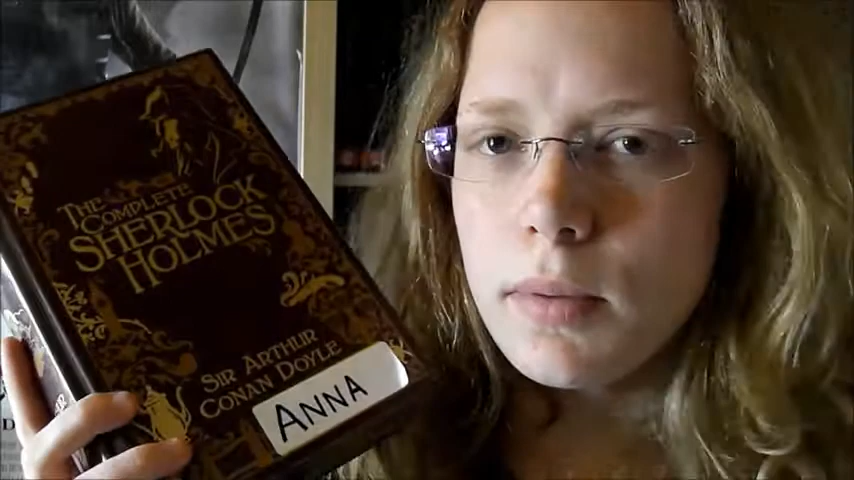 THE
COMPLETE
SHERLOCK
HOLMES
SIR ARTHUR
CONAN DOYLE
ANNA